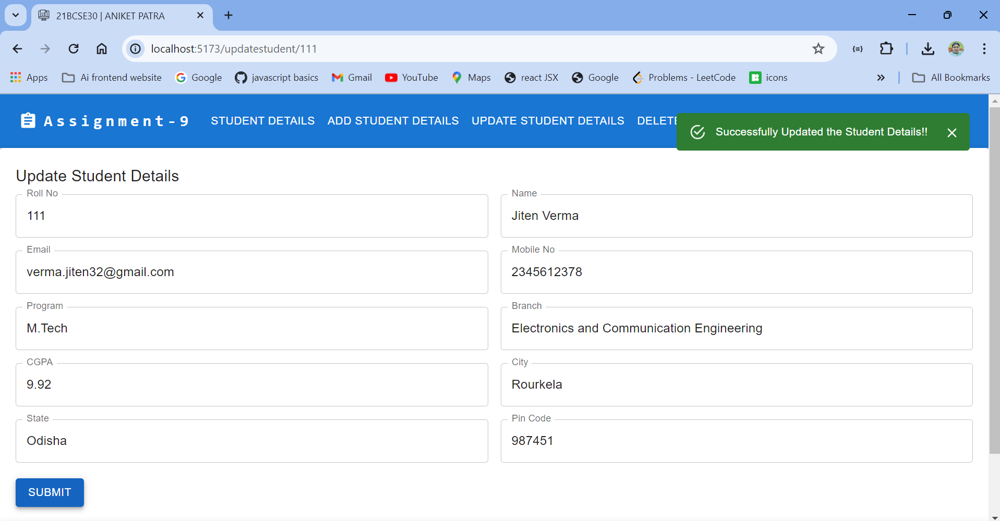 21BCSE30 | ANIKET PATRA
localhost:5173/updatestudent/111
Apps Ai frontend website Google javascript basics Gmail YouTube Maps react JSX Google Problems - LeetCode icons » All Bookmarks
Assignment-9 STUDENT DETAILS ADD STUDENT DETAILS UPDATE STUDENT DETAILS DELETE
Successfully Updated the Student Details!!
Update Student Details
Roll No Name
111 Jiten Verma
Email Mobile No
verma.jiten32@gmail.com 2345612378
Program Branch
M.Tech Electronics and Communication Engineering
CGPA City
9.92 Rourkela
State Pin Code
Odisha 987451
SUBMIT